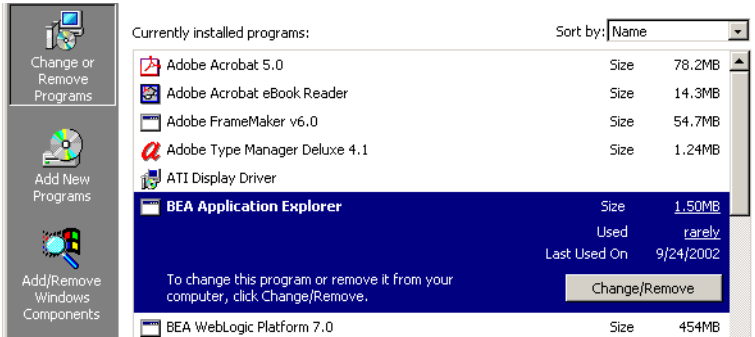 Change or
Remove
Programs
Add New
Programs
Add/Remove
Windows
Components
Currently installed programs: Sort by: Name
Adobe Acrobat 5.0 Size 78.2MB
Adobe Acrobat eBook Reader Size 14.3MB
Adobe FrameMaker v6.0 Size 54.7MB
Adobe Type Manager Deluxe 4.1 Size 1.24MB
ATI Display Driver
BEA Application Explorer Size 1.50MB
Used rarely
Last Used On 9/24/2002
To change this program or remove it from your
computer, click Change/Remove. Change/Remove
BEA WebLogic Platform 7.0 Size 454MB